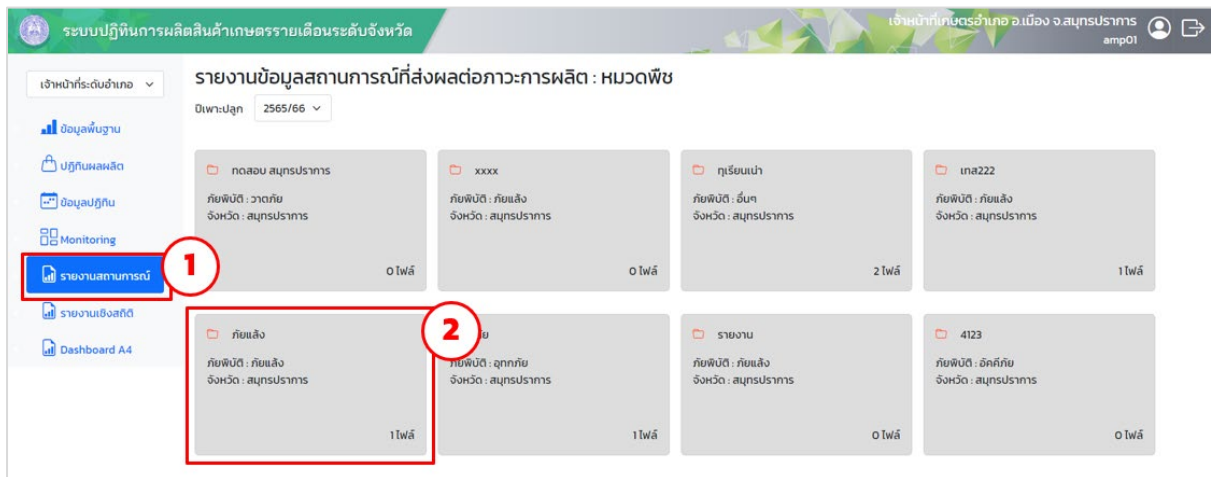 ระบบปฏิทินการผลิตสินค้าเกษตรรายเดือนระดับจังหวัด
เจ้าหน้าที่เกษตรอำเภอ อ.เมือง จ.สมุทรปราการ
amp01
เจ้าหน้าที่ระดับอำเภอ
ข้อมูลพื้นฐาน
ปฏิทินผลผลิต
ข้อมูลปฏิทิน
Monitoring
รายงานสถานการณ์
รายงานเชิงสถิติ
Dashboard A4
1
รายงานข้อมูลสถานการณ์ที่ส่งผลต่อภาวะการผลิต : หมวดพืช
ปีเพาะปลูก 2565/66
ทดสอบ สมุทรปราการ
ภัยพิบัติ : วาตภัย
จังหวัด : สมุทรปราการ
0 ไฟล์
xxxx
ภัยพิบัติ : ภัยแล้ง
จังหวัด : สมุทรปราการ
0 ไฟล์
ทุเรียนเน่า
ภัยพิบัติ : อื่นๆ
จังหวัด : สมุทรปราการ
2 ไฟล์
เทส222
ภัยพิบัติ : ภัยแล้ง
จังหวัด : สมุทรปราการ
1 ไฟล์
ภัยแล้ง
ภัยพิบัติ : ภัยแล้ง
จังหวัด : สมุทรปราการ
1 ไฟล์
2
ภัยพิบัติ : อุทกภัย
จังหวัด : สมุทรปราการ
1 ไฟล์
รายงาน
ภัยพิบัติ : ภัยแล้ง
จังหวัด : สมุทรปราการ
0 ไฟล์
4123
ภัยพิบัติ : อัคคีภัย
จังหวัด : สมุทรปราการ
0 ไฟล์